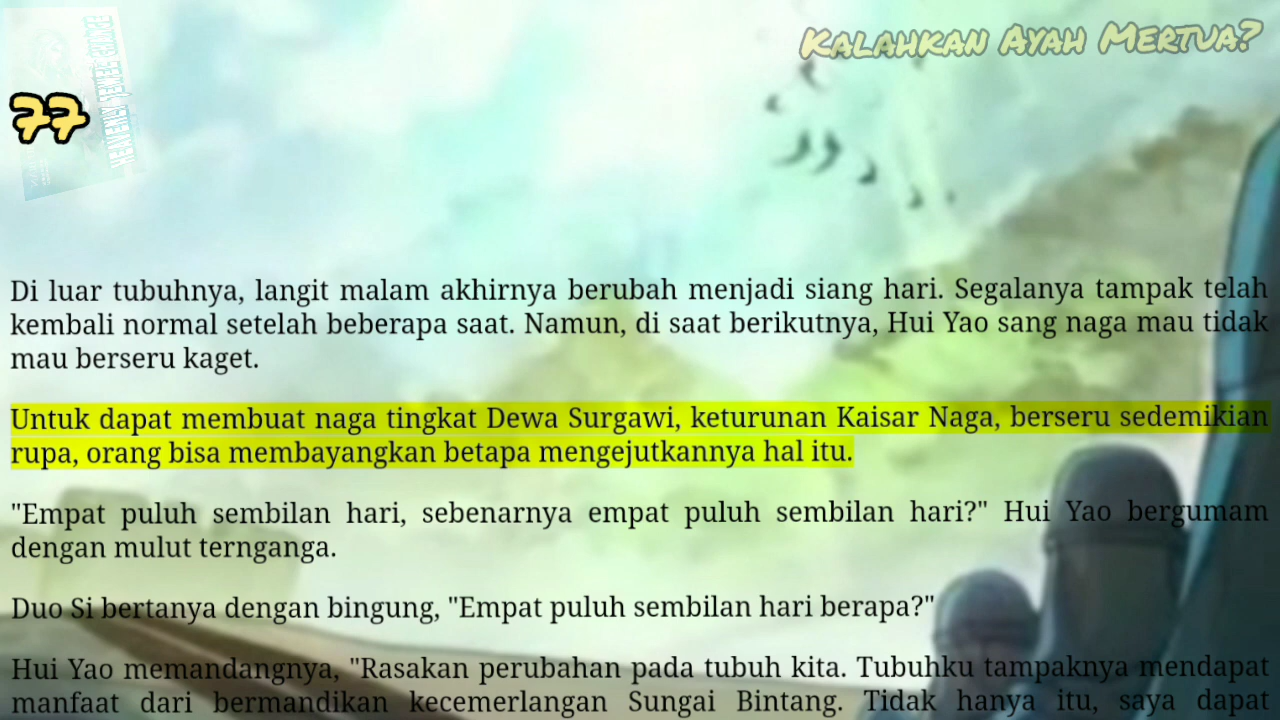 Kalahkan Ayah Mertua?
77
HEAVENLY JEWEL CHANGE
Di luar tubuhnya, langit malam akhirnya berubah menjadi siang hari. Segalanya tampak telah
kembali normal setelah beberapa saat. Namun, di saat berikutnya, Hui Yao sang naga mau tidak
mau berseru kaget.
Untuk dapat membuat naga tingkat Dewa Surgawi, keturunan Kaisar Naga, berseru sedemikian
rupa, orang bisa membayangkan betapa mengejutkannya hal itu.
"Empat puluh sembilan hari, sebenarnya empat puluh sembilan hari?" Hui Yao bergumam
dengan mulut ternganga.
Duo Si bertanya dengan bingung, "Empat puluh sembilan hari berapa?"
Hui Yao memandangnya, "Rasakan perubahan pada tubuh kita. Tubuhku tampaknya mendapat
manfaat dari bermandikan kecemerlangan Sungai Bintang. Tidak hanya itu, saya dapat